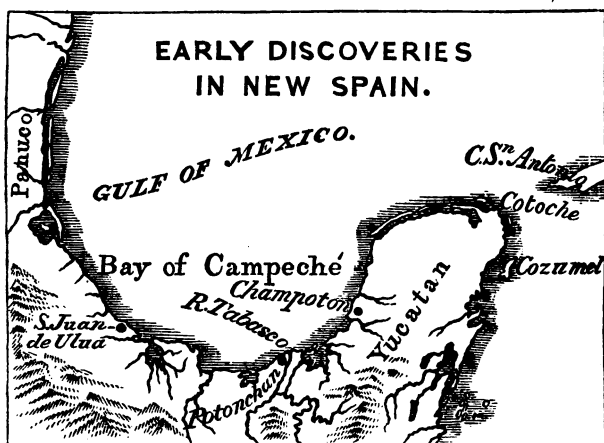 EARLY DISCOVERIES
IN NEW SPAIN.
Panuco
GULF OF MEXICO.
C.Sⁿ. Antonio
Cotoche
Bay of Campeché
Cozumel
Champoton
R. Tabasco
Yucatan
S. Juan
de Ulua
Potonchan